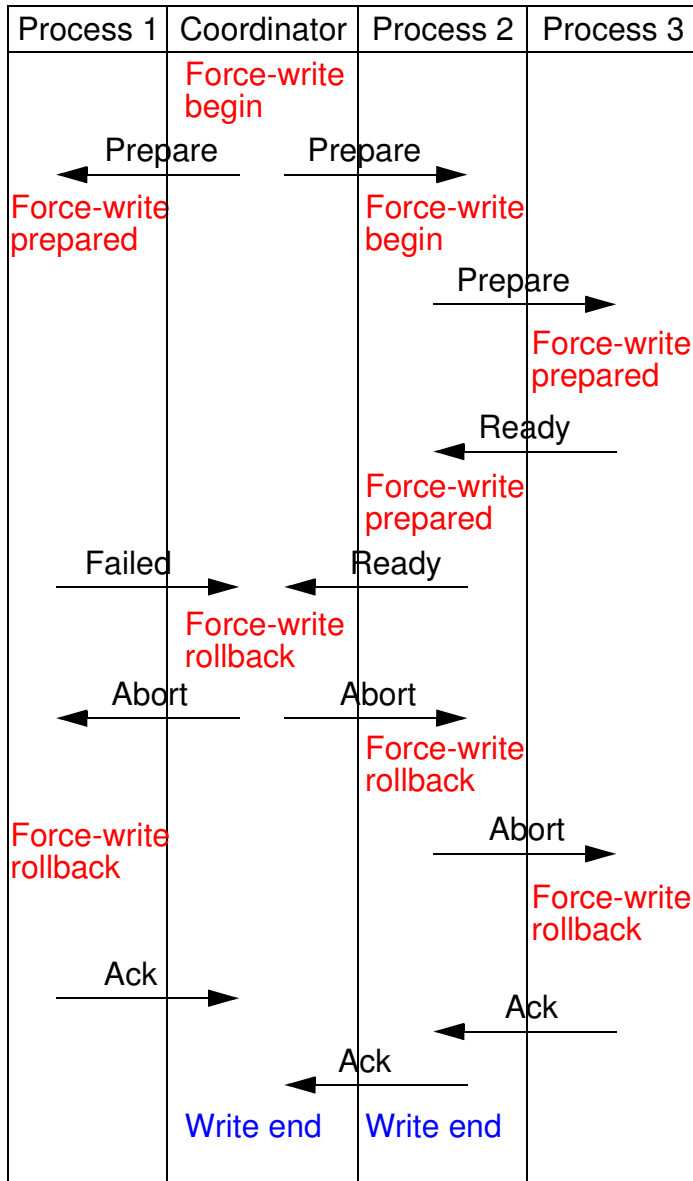 Process 1 Coordinator Process 2 Process 3
Force-write
begin
Prepare Prepare
Force-write Force-write
prepared begin
Prepare
Force-write
prepared
Ready
Force-write
prepared
Failed Ready
Force-write
rollback
Abort Abort
Force-write
rollback
Force-write Abort
rollback
Force-write
rollback
Ack
Ack
Ack
Write end Write end